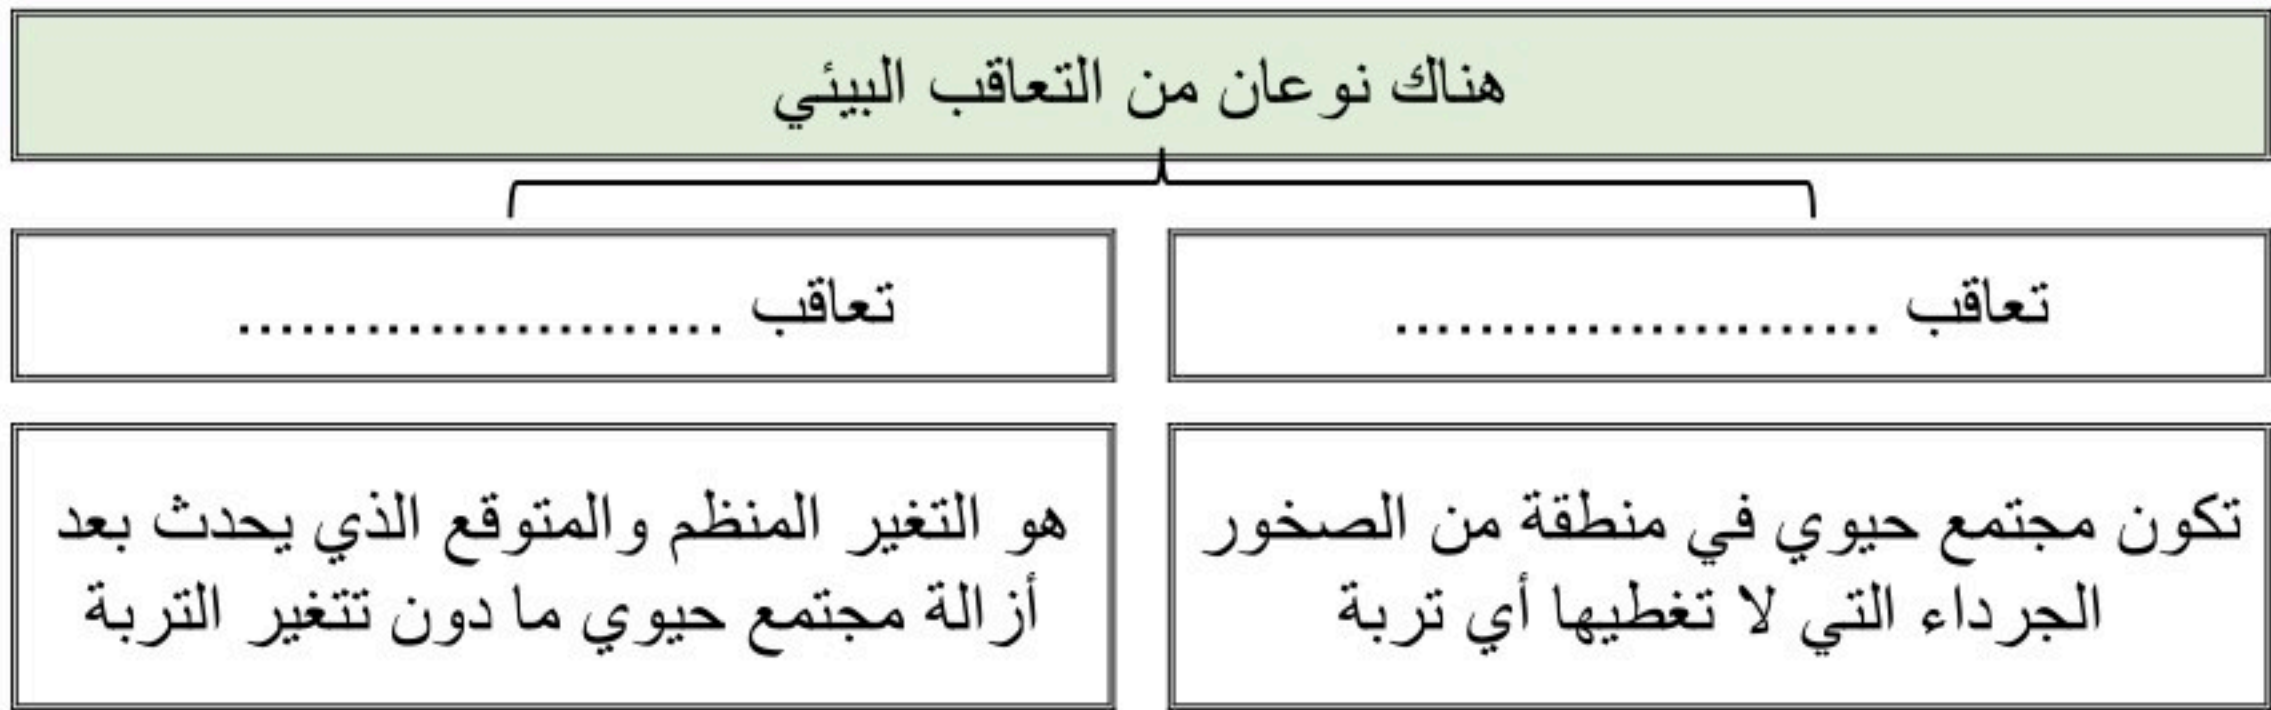 هناك نوعان من التعاقب البيئي
تعاقب .......................
تعاقب .......................
تكون مجتمع حيوي في منطقة من الصخور
الجرداء التي لا تغطيها أي تربة
هو التغير المنظم والمتوقع الذي يحدث بعد
أزالة مجتمع حيوي ما دون تتغير التربة